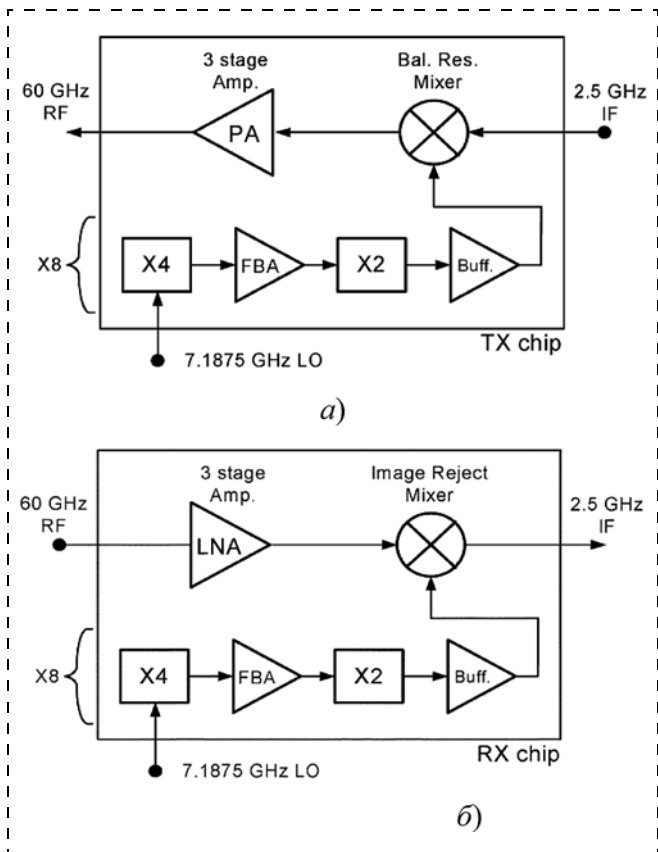 3 stage
Amp.
Bal. Res.
Mixer
60 GHz
RF
2.5 GHz
IF
PA
X8
X4
FBA
X2
Buff.
7.1875 GHz LO
TX chip
а)
3 stage
Amp.
Image Reject
Mixer
60 GHz
RF
2.5 GHz
IF
LNA
X8
X4
FBA
X2
Buff.
7.1875 GHz LO
RX chip
б)